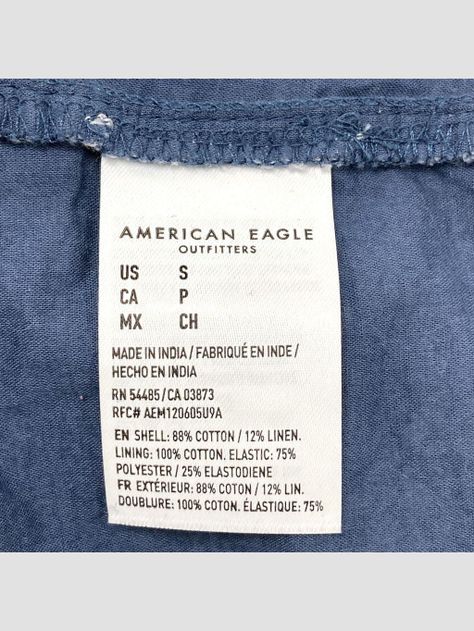 AMERICAN EAGLE
OUTFITTERS
US S
CA P
MX CH
MADE IN INDIA / FABRIQUÉ EN INDE /
HECHO EN INDIA
RN 54485 / CA 03873
RFC# AEM120605U9A
EN SHELL: 88% COTTON / 12% LINEN.
LINING: 100% COTTON. ELASTIC: 75%
POLYESTER / 25% ELASTODIENE
FR EXTÉRIEUR: 88% COTON / 12% LIN.
DOUBLURE: 100% COTON. ÉLASTIQUE: 75%